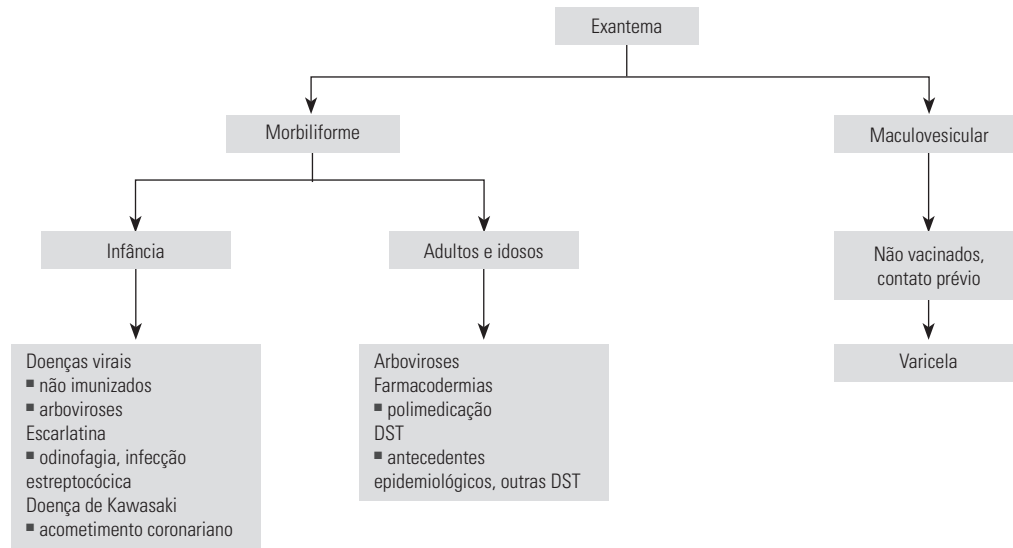 Exantema
Morbiliforme
Maculovesicular
Infância
Adultos e idosos
Não vacinados,
contato prévio
Doenças virais
▪ não imunizados
▪ arboviroses
Escarlatina
▪ odinofagia, infecção
estreptocócica
Doença de Kawasaki
▪ acometimento coronariano
Arboviroses
Farmacodermias
▪ polimedicação
DST
▪ antecedentes
epidemiológicos, outras DST
Varicela